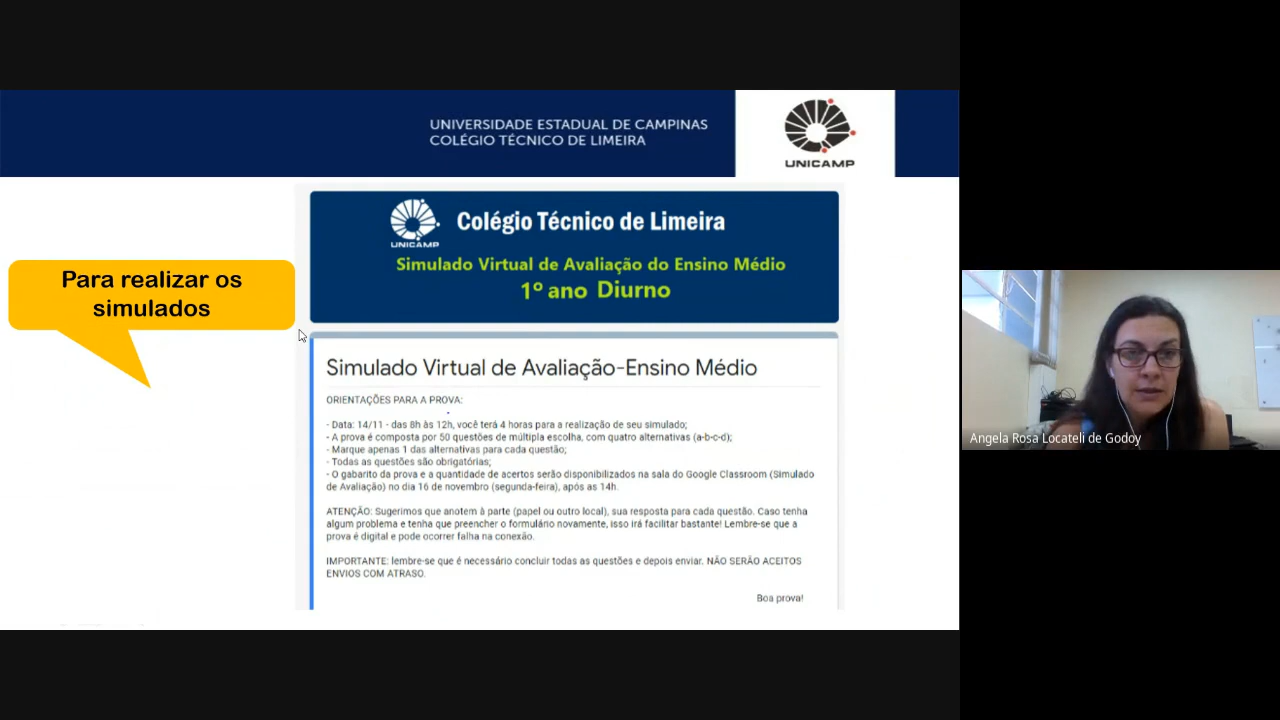 UNIVERSIDADE ESTADUAL DE CAMPINAS
COLÉGIO TÉCNICO DE LIMEIRA
UNICAMP
UNICAMP
Colégio Técnico de Limeira
Simulado Virtual de Avaliação do Ensino Médio
1º ano Diurno
Para realizar os
simulados
Simulado Virtual de Avaliação-Ensino Médio
ORIENTAÇÕES PARA A PROVA:
- Data: 14/11 - das 8h às 12h, você terá 4 horas para a realização de seu simulado;
- A prova é composta por 50 questões de múltipla escolha, com quatro alternativas (a-b-c-d);
- Marque apenas 1 das alternativas para cada questão;
- Todas as questões são obrigatórias;
- O gabarito da prova e a quantidade de acertos serão disponibilizados na sala do Google Classroom (Simulado
de Avaliação) no dia 16 de novembro (segunda-feira), após as 14h.
ATENÇÃO: Sugerimos que anotem à parte (papel ou outro local), sua resposta para cada questão. Caso tenha
algum problema e tenha que preencher o formulário novamente, isso irá facilitar bastante! Lembre-se que a
prova é digital e pode ocorrer falha na conexão.
IMPORTANTE: lembre-se que é necessário concluir todas as questões e depois enviar. NÃO SERÃO ACEITOS
ENVIOS COM ATRASO.
Boa prova!
Angela Rosa Locateli de Godoy